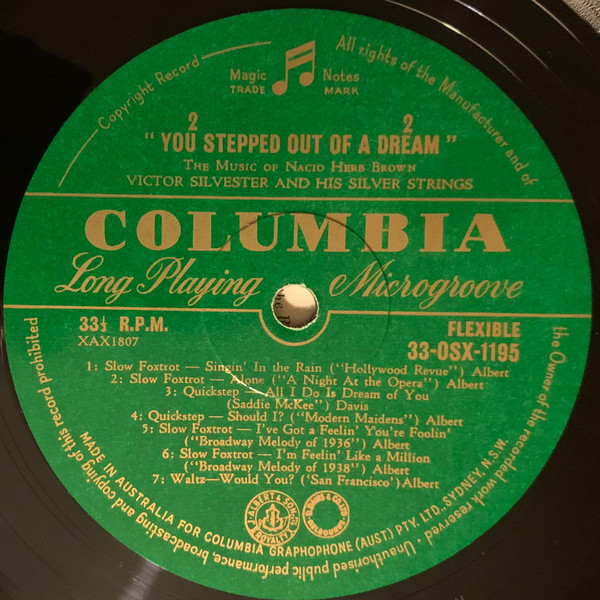 Copyright Record
Magic Notes
TRADE MARK
All rights of the Manufacturer and of
the Owner of the recorded work reserved · Unauthorised public performance, broadcasting and copying of this record prohibited
2 2
"YOU STEPPED OUT OF A DREAM"
The Music of Nacio Herb Brown
VICTOR SILVESTER AND HIS SILVER STRINGS
COLUMBIA
Long Playing Microgroove
33⅓ R.P.M.
XAX1807
FLEXIBLE
33-OSX-1195
1: Slow Foxtrot — Singin' In the Rain ("Hollywood Revue") Albert
2: Slow Foxtrot — Alone ("A Night At the Opera") Albert
3: Quickstep — All I Do Is Dream of You
(Saddie McKee") Davis
4: Quickstep — Should I? ("Modern Maidens") Albert
5: Slow Foxtrot — I've Got a Feelin' You're Foolin'
("Broadway Melody of 1936") Albert
6: Slow Foxtrot — I'm Feelin' Like a Million
("Broadway Melody of 1938") Albert
7: Waltz—Would You? ('San Francisco')Albert
J. ALBERT & SON
ROYALTY
MADE IN AUSTRALIA FOR COLUMBIA GRAPHOPHONE (AUST) PTY. LTD., SYDNEY, N.S.W.